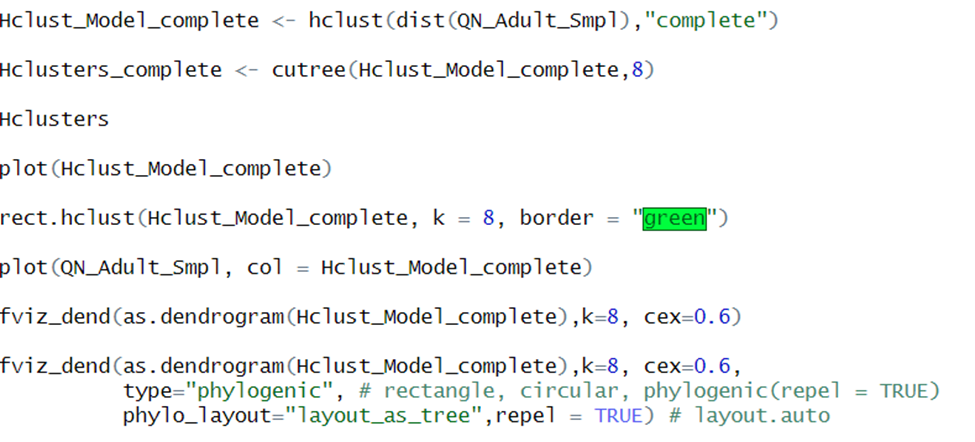 Hclust_Model_complete <- hclust(dist(QN_Adult_Smpl),"complete")
Hclusters_complete <- cutree(Hclust_Model_complete,8)
Hclusters
plot(Hclust_Model_complete)
rect.hclust(Hclust_Model_complete, k = 8, border = "green")
plot(QN_Adult_Smpl, col = Hclust_Model_complete)
fviz_dend(as.dendrogram(Hclust_Model_complete),k=8, cex=0.6)
fviz_dend(as.dendrogram(Hclust_Model_complete),k=8, cex=0.6,
type="phylogenic", # rectangle, circular, phylogenic(repel = TRUE)
phylo_layout="layout_as_tree",repel = TRUE) # layout.auto